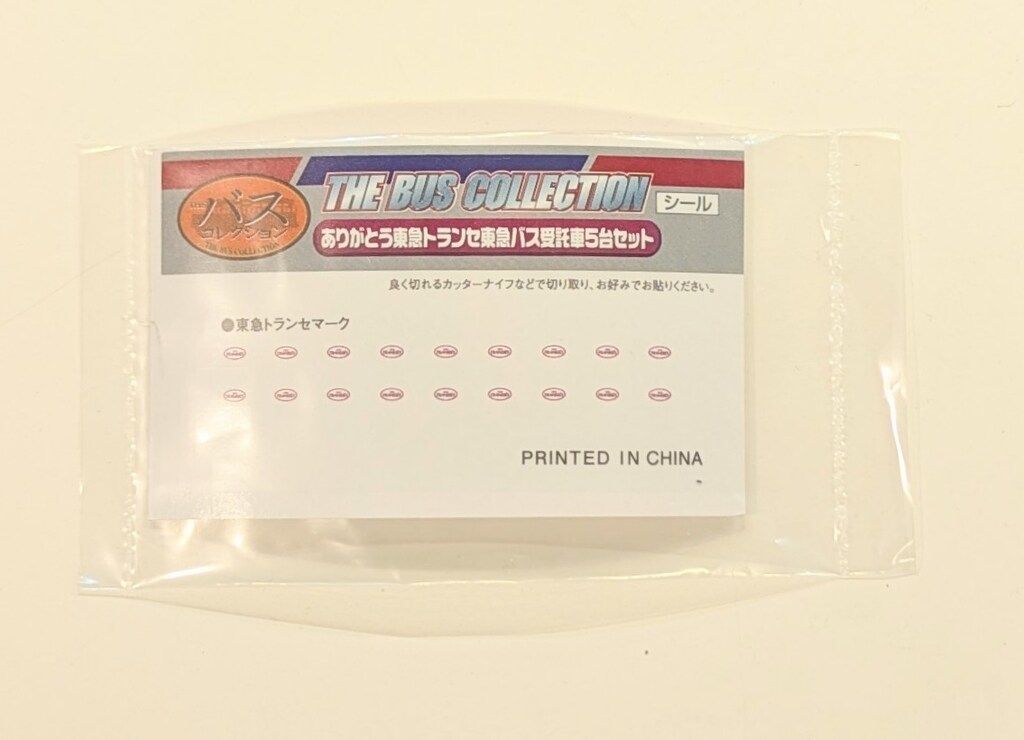 バス
コレクション
THE BUS COLLECTION
THE BUS COLLECTION
シール
ありがとう東急トランセ東急バス受託車5台セット
良く切れるカッターナイフなどで切り取り、お好みでお貼りください。
●東急トランセマーク
PRINTED IN CHINA